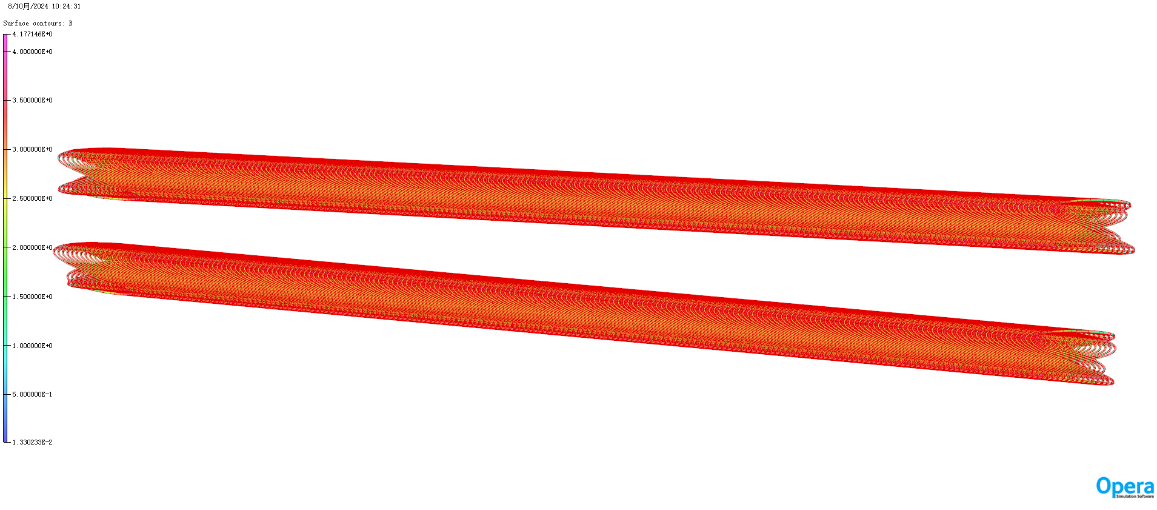 6/10月/2024 10:24:31
Surface contours: B
4.177146E+0
4.000000E+0
3.500000E+0
3.000000E+0
2.500000E+0
2.000000E+0
1.500000E+0
1.000000E+0
5.000000E-1
1.330233E-2
Opera
Simulation Software